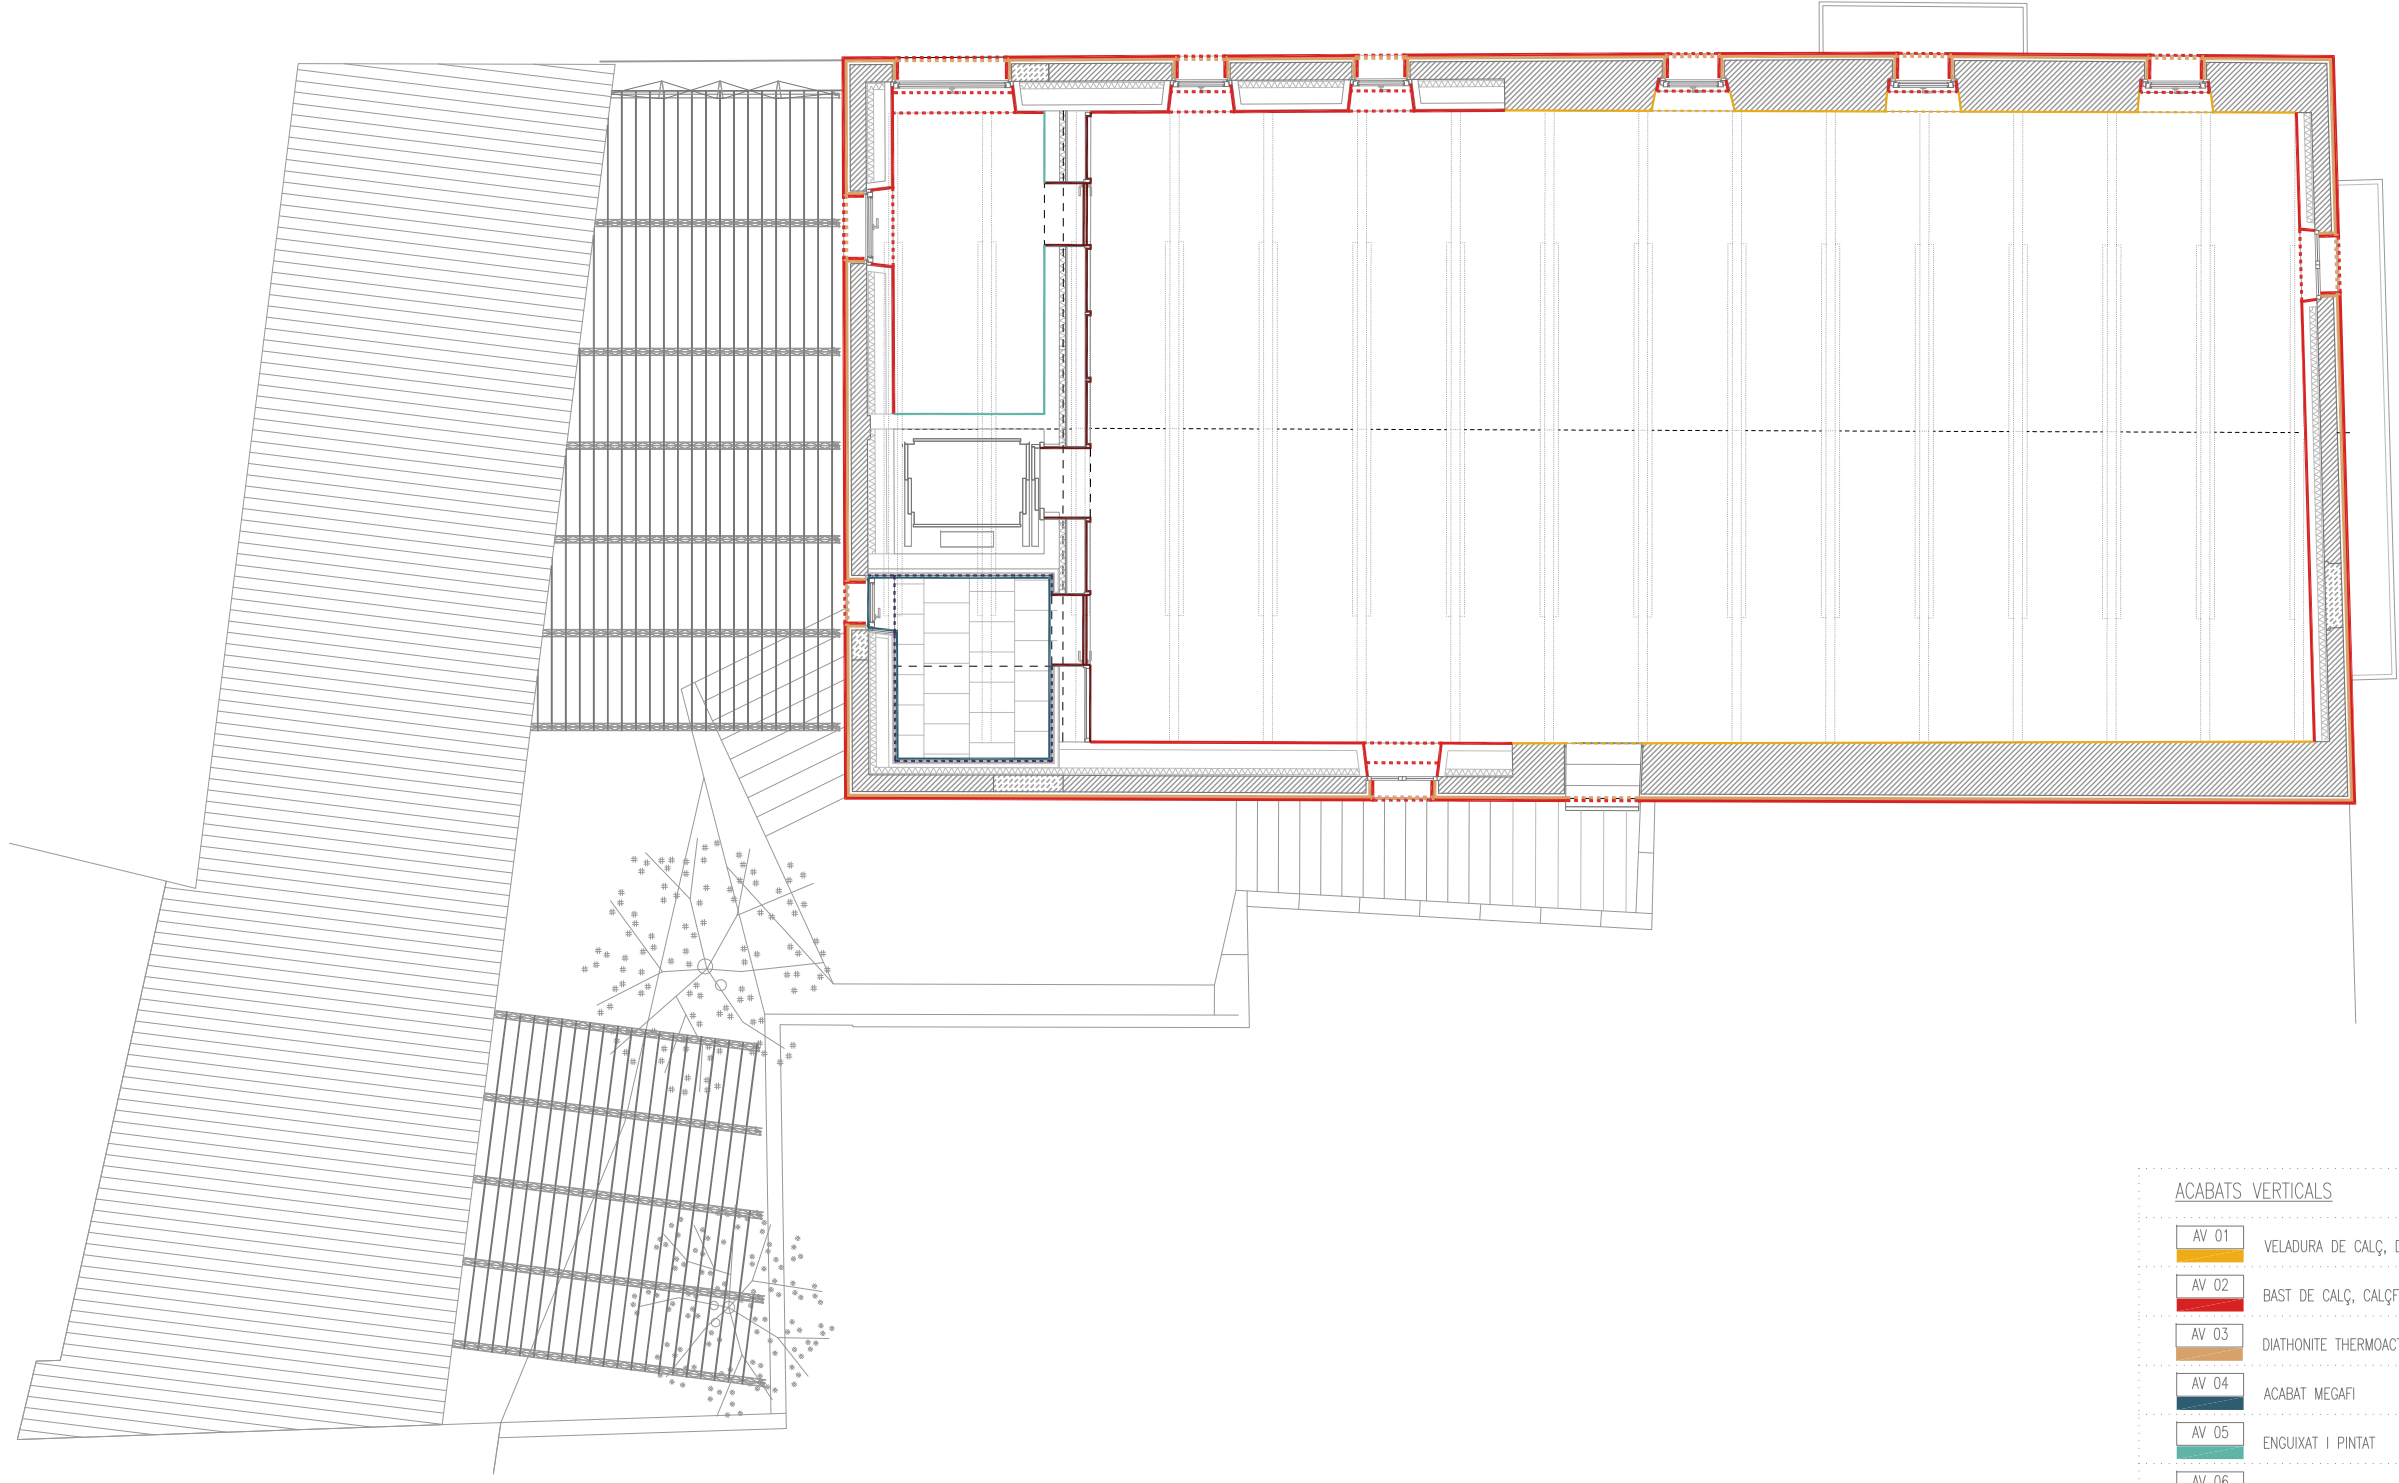 ACABATS VERTICALS
AV 01
VELADURA DE CALÇ,
AV 02
BAST DE CALÇ,
AV 03
DIATHONITE
AV 04
ACABAT MEGAFI
AV 05
ENGUIXAT I PINTAT
AV 06